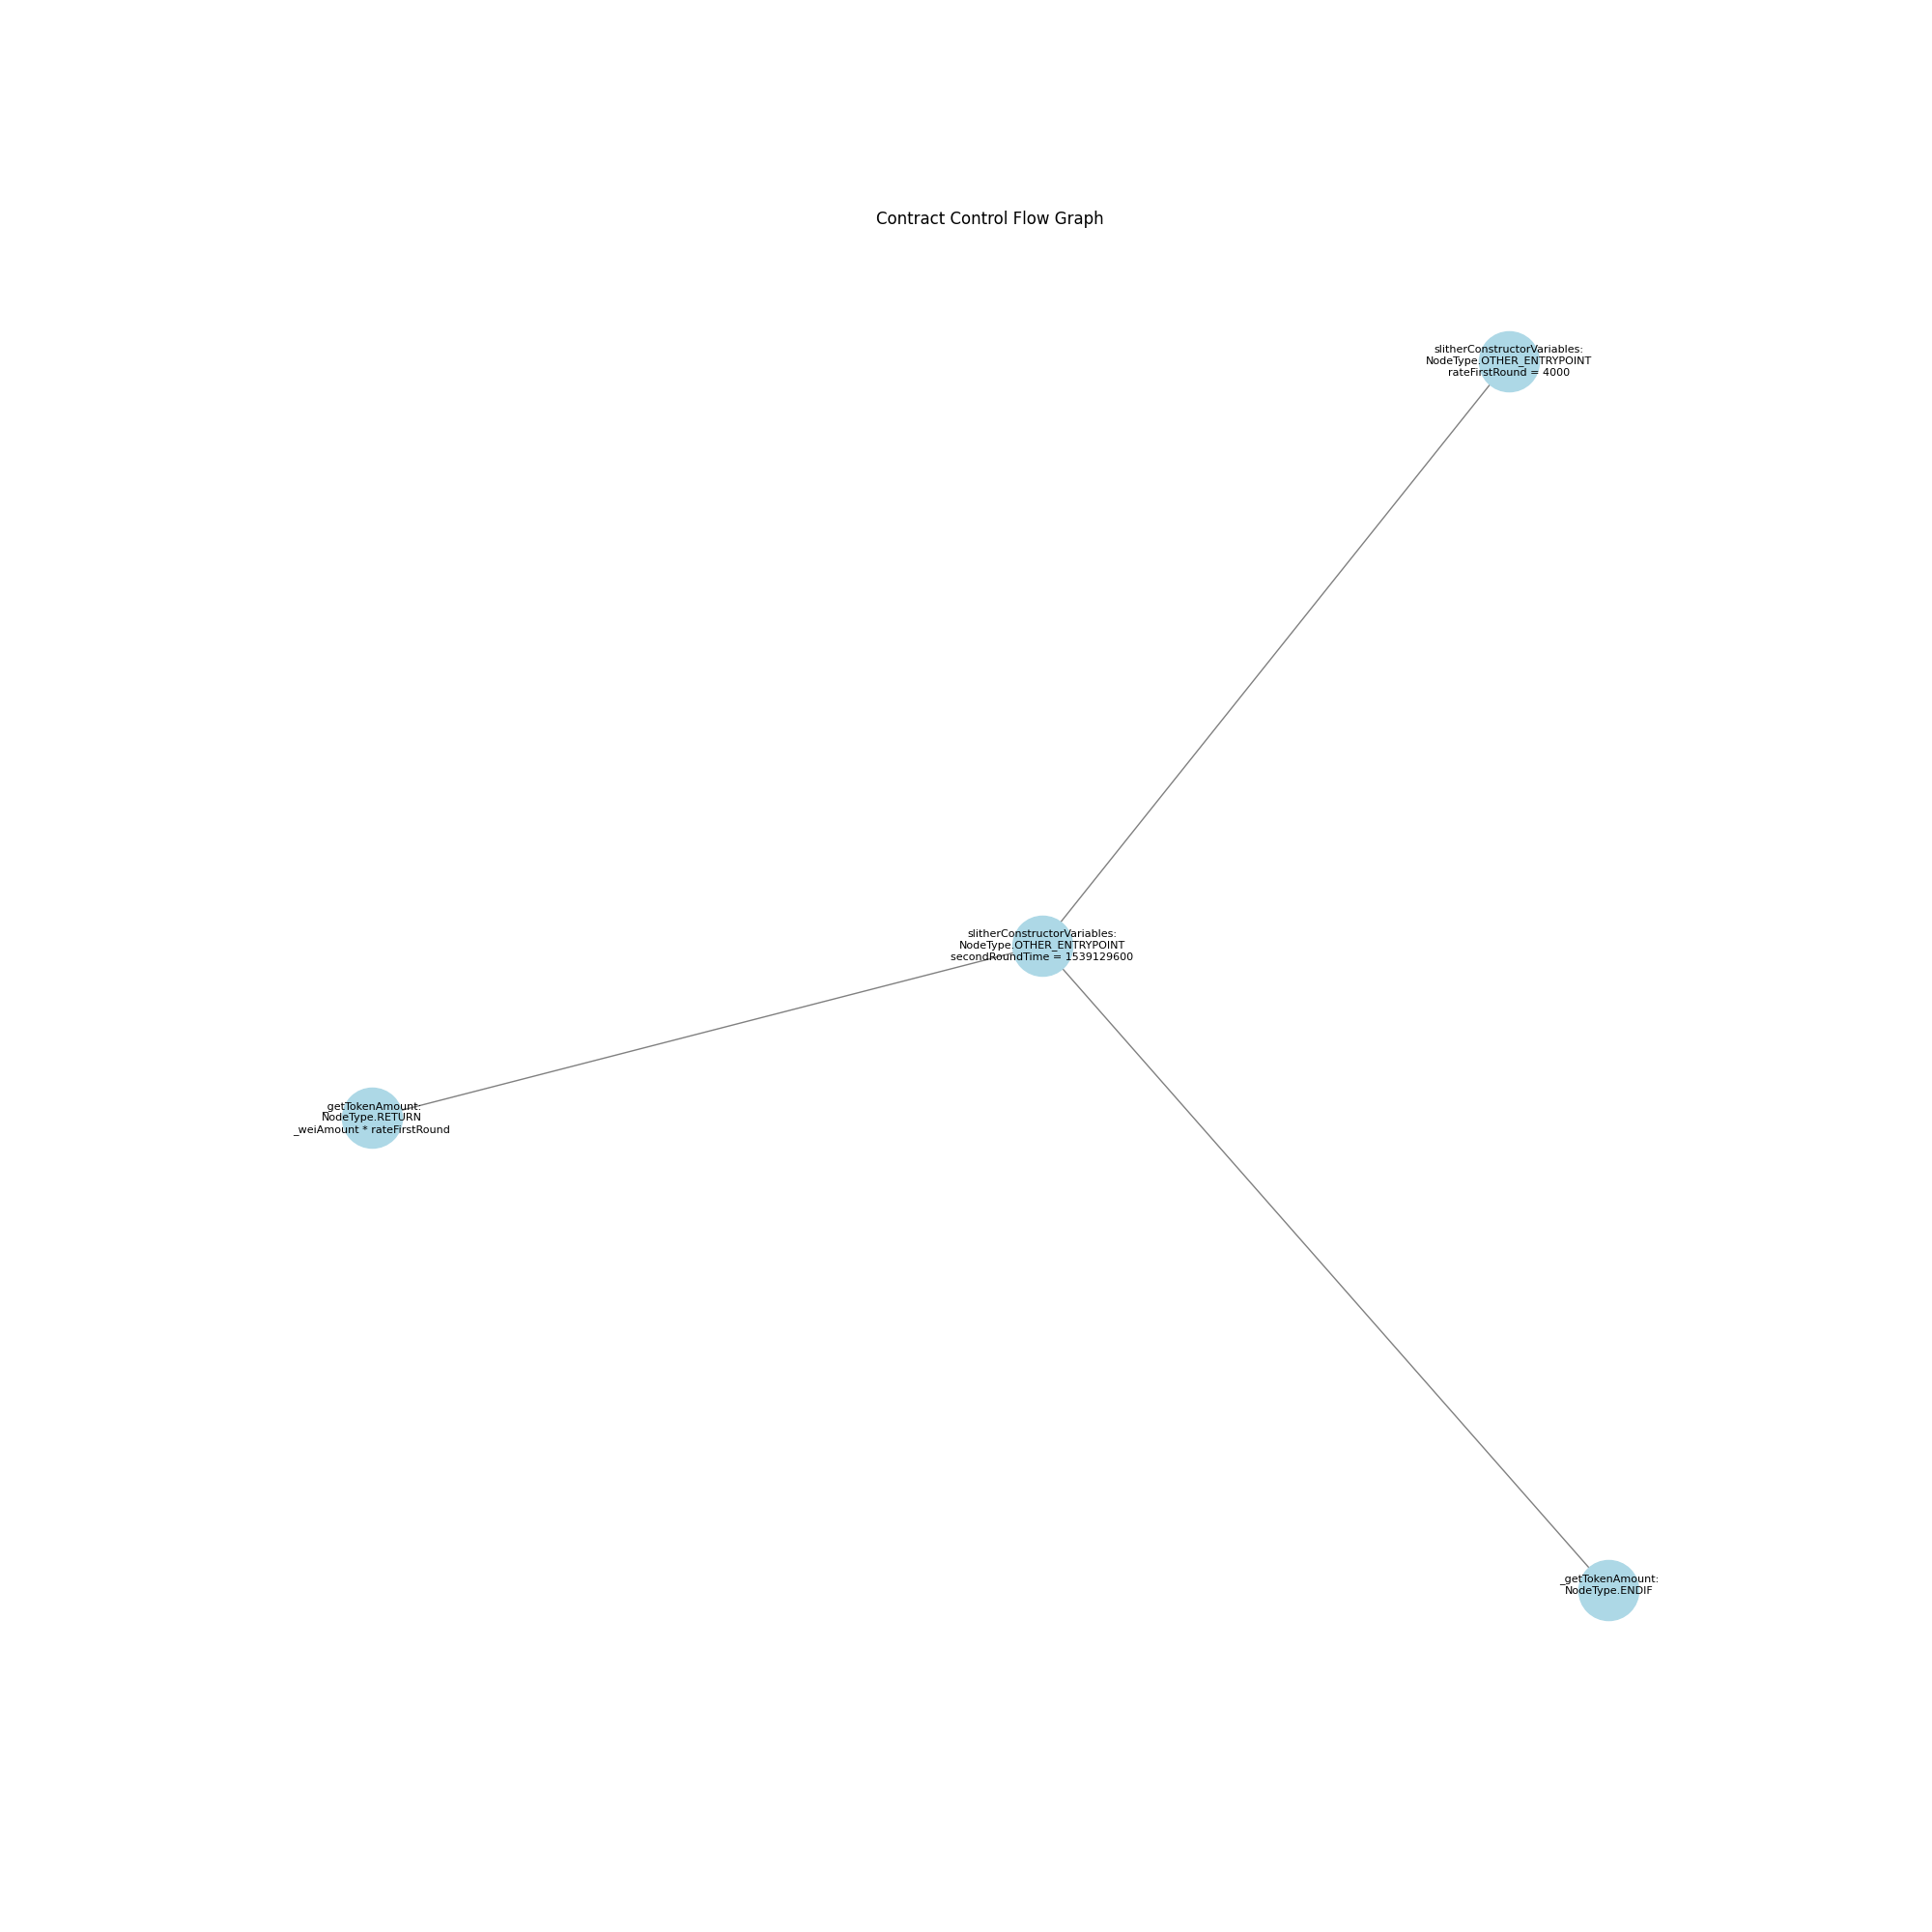 Contract Control Flow Graph
slitherConstructorVariables:
NodeType.OTHER_ENTRYPOINT
rateFirstRound = 4000
slitherConstructorVariables:
NodeType.OTHER_ENTRYPOINT
secondRoundTime = 1539129600
_getTokenAmount:
NodeType.RETURN
_weiAmount * rateFirstRound
_getTokenAmount:
NodeType.ENDIF